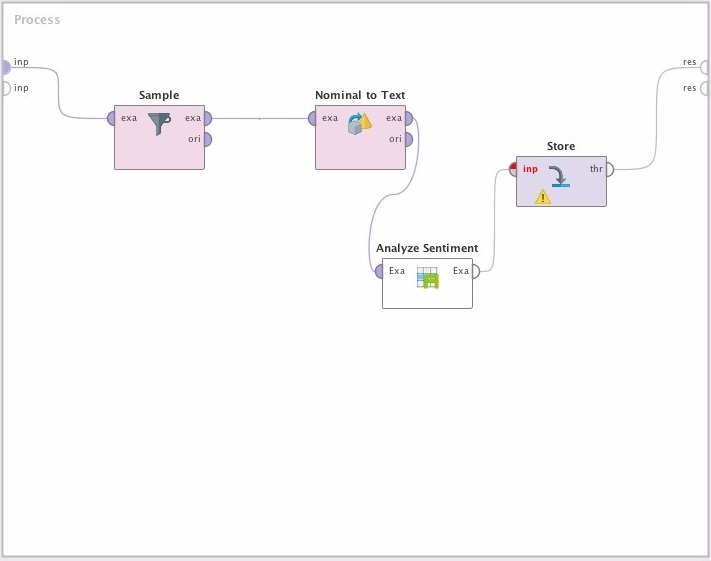 Process
inp
inp
res
res
Sample
exa
exa
ori
Nominal to Text
exa
exa
ori
Store
inp
thr
Analyze Sentiment
Exa
Exa